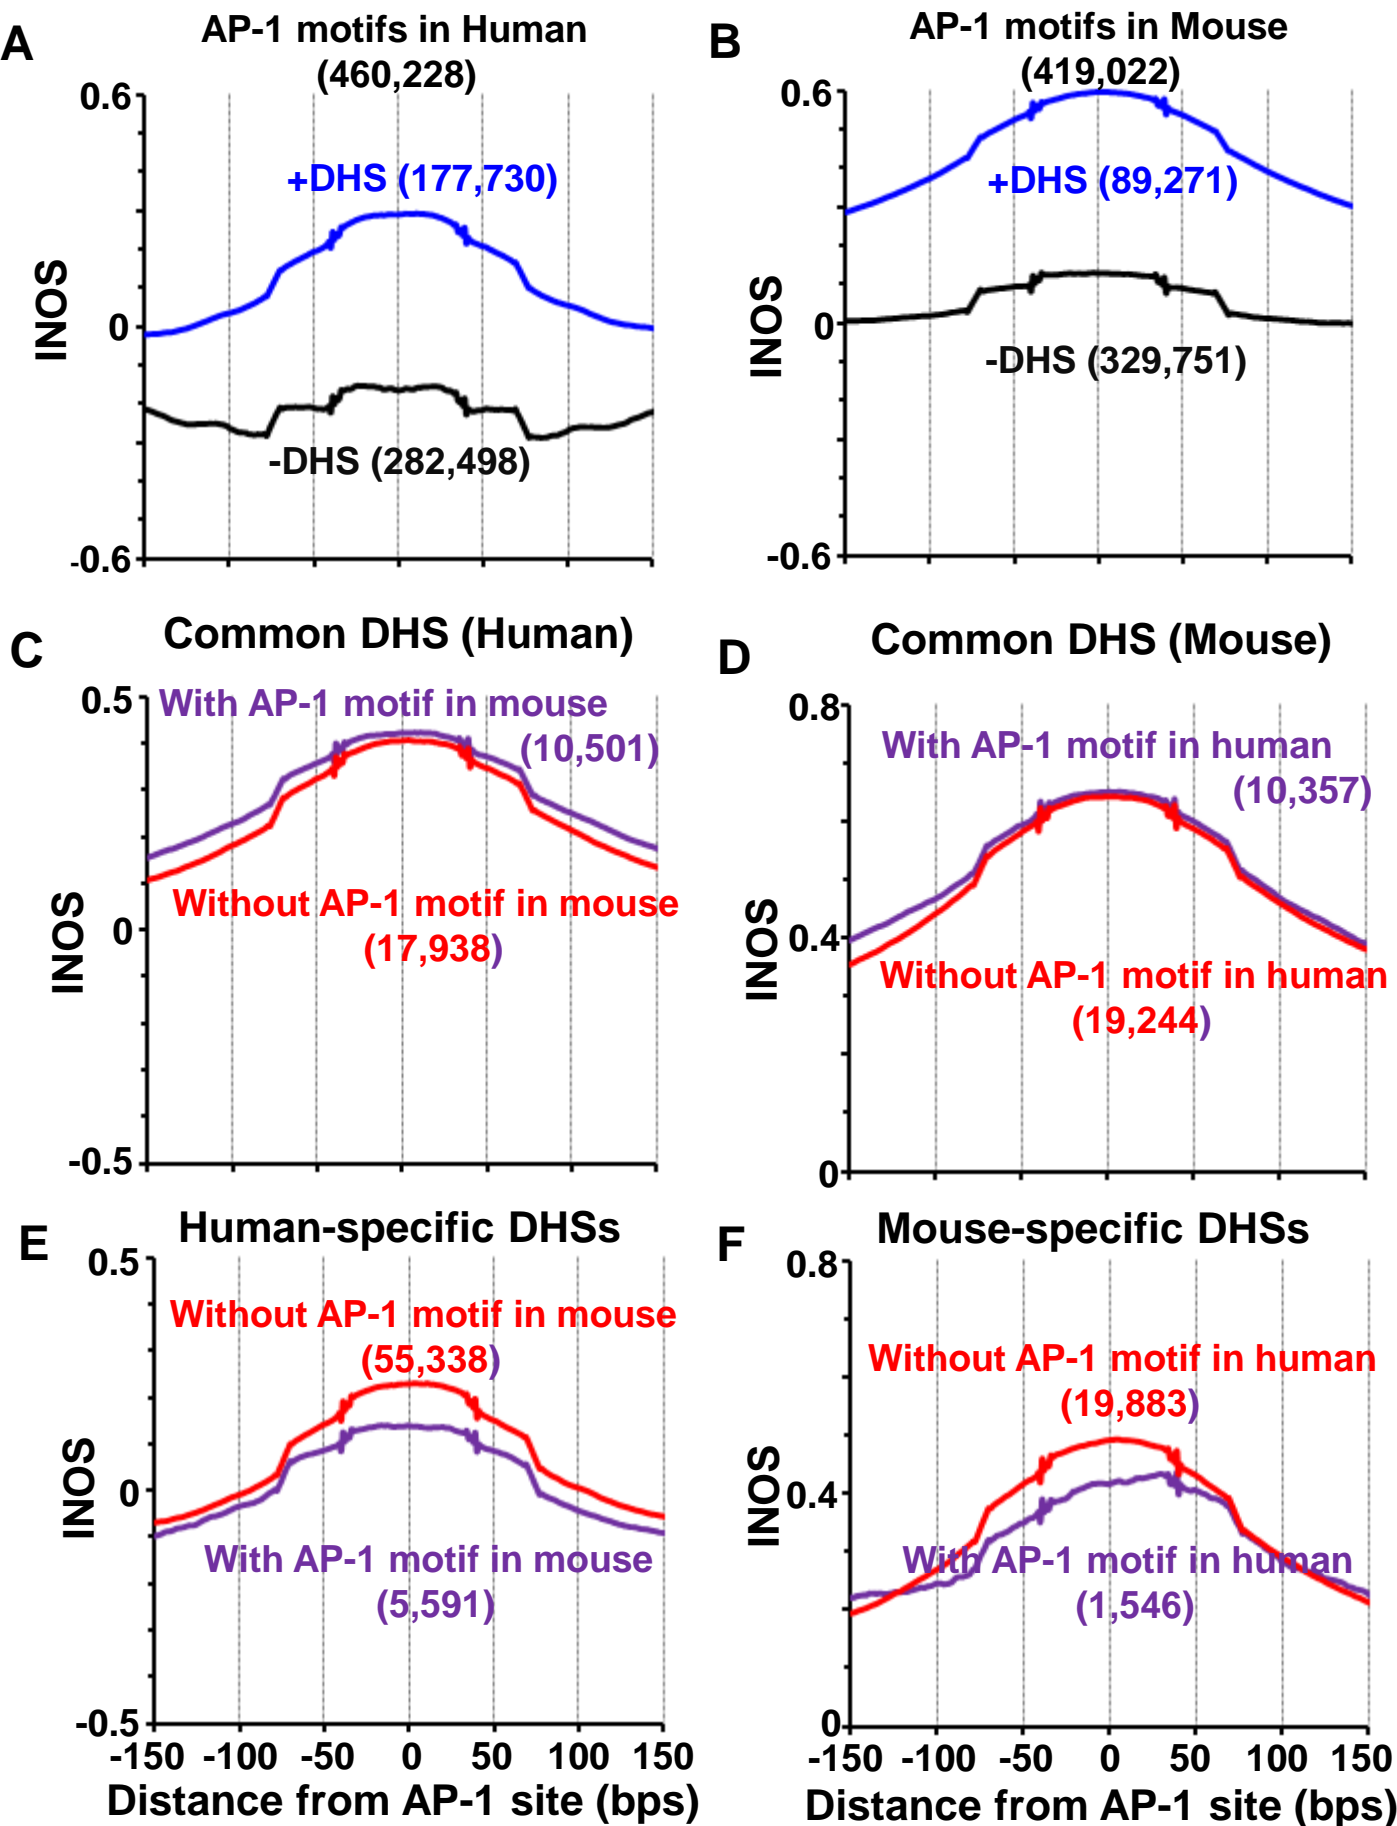 A
AP-1 motifs in Human
(460,228)
0.6
0
-0.6
INOS
+DHS (177,730)
-DHS (282,498)
B
AP-1 motifs in Mouse
(419,022)
0.6
0
-0.6
INOS
+DHS (89,271)
-DHS (329,751)
C
Common DHS (Human)
0.5
0
-0.5
INOS
With AP-1 motif in mouse
(10,501)
Without AP-1 motif in mouse
(17,938)
D
Common DHS (Mouse)
0.8
0.4
0
INOS
With AP-1 motif in human
(10,357)
Without AP-1 motif in human
(19,244)
E
Human-specific DHSs
0.5
0
-0.5
INOS
Without AP-1 motif in mouse
(55,338)
With AP-1 motif in mouse
(5,591)
-150 -100 -50 0 50 100 150
Distance from AP-1 site (bps)
F
Mouse-specific DHSs
0.8
0.4
0
INOS
Without AP-1 motif in human
(19,883)
With AP-1 motif in human
(1,546)
-150 -100 -50 0 50 100 150
Distance from AP-1 site (bps)